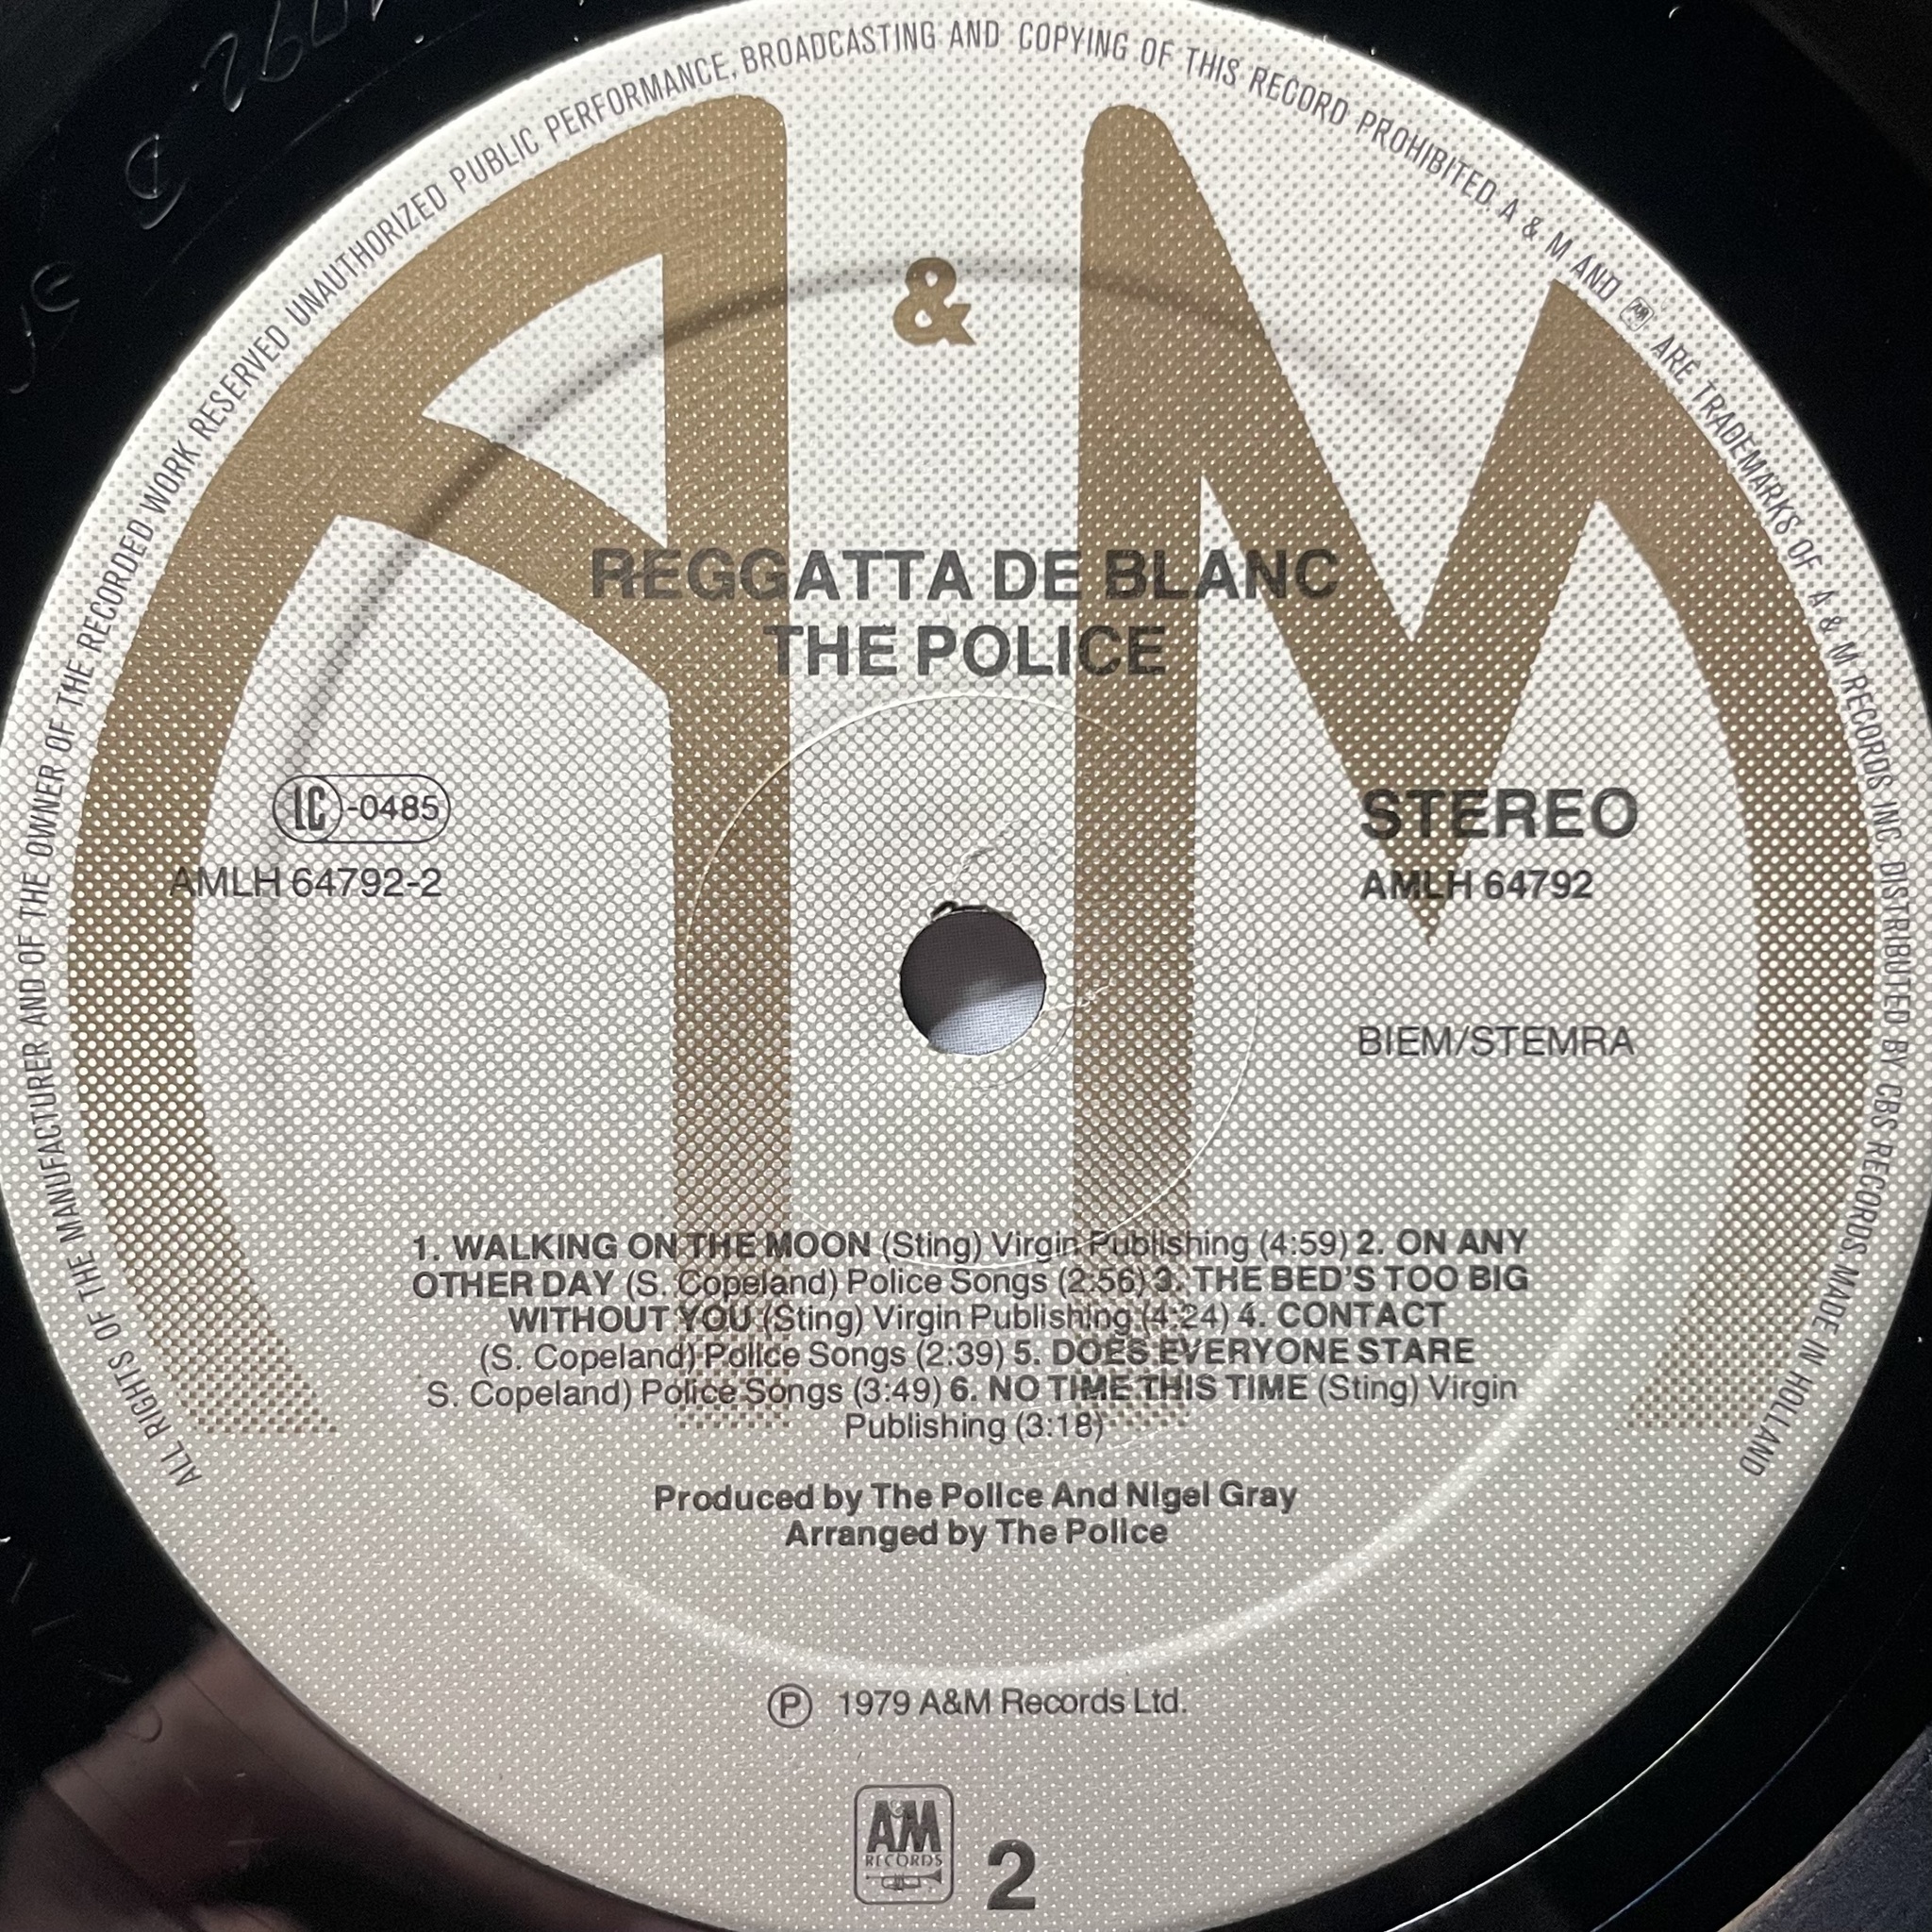 ALL RIGHTS OF THE MANUFACTURER AND OF THE OWNER OF THE RECORDED WORK RESERVED UNAUTHORIZED PUBLIC PERFORMANCE, BROADCASTING AND COPYING OF THIS RECORD PROHIBITED. A & M AND AM ARE TRADEMARKS OF A & M RECORDS INC. DISTRIBUTED BY CBS RECORDS. MADE IN HOLLAND
A & M
REGGATTA DE BLANC
THE POLICE
LC-0485
STEREO
AMLH 64792-2
AMLH 64792
BIEM/STEMRA
1. WALKING ON THE MOON (Sting) Virgin Publishing (4:59) 2. ON ANY
OTHER DAY (S. Copeland) Police Songs (2:56) 3. THE BED'S TOO BIG
WITHOUT YOU (Sting) Virgin Publishing (4:24) 4. CONTACT
(S. Copeland) Police Songs (2:39) 5. DOES EVERYONE STARE
S. Copeland) Police Songs (3:49) 6. NO TIME THIS TIME (Sting) Virgin
Publishing (3:18)
Produced by The Police And Nigel Gray
Arranged by The Police
Ⓟ 1979 A&M Records Ltd.
AM
RECORDS
2